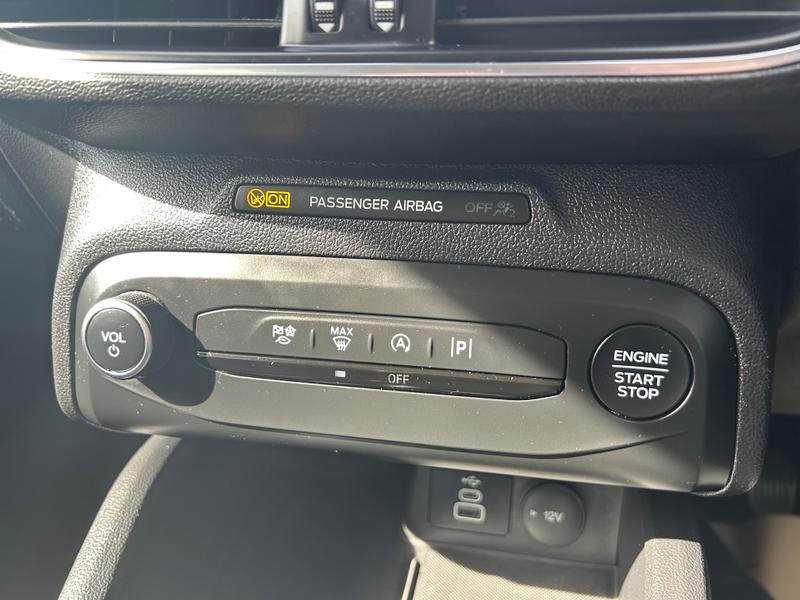 ON PASSENGER AIRBAG OFF
VOL
MAX
A
P
OFF
ENGINE
START
STOP
12V